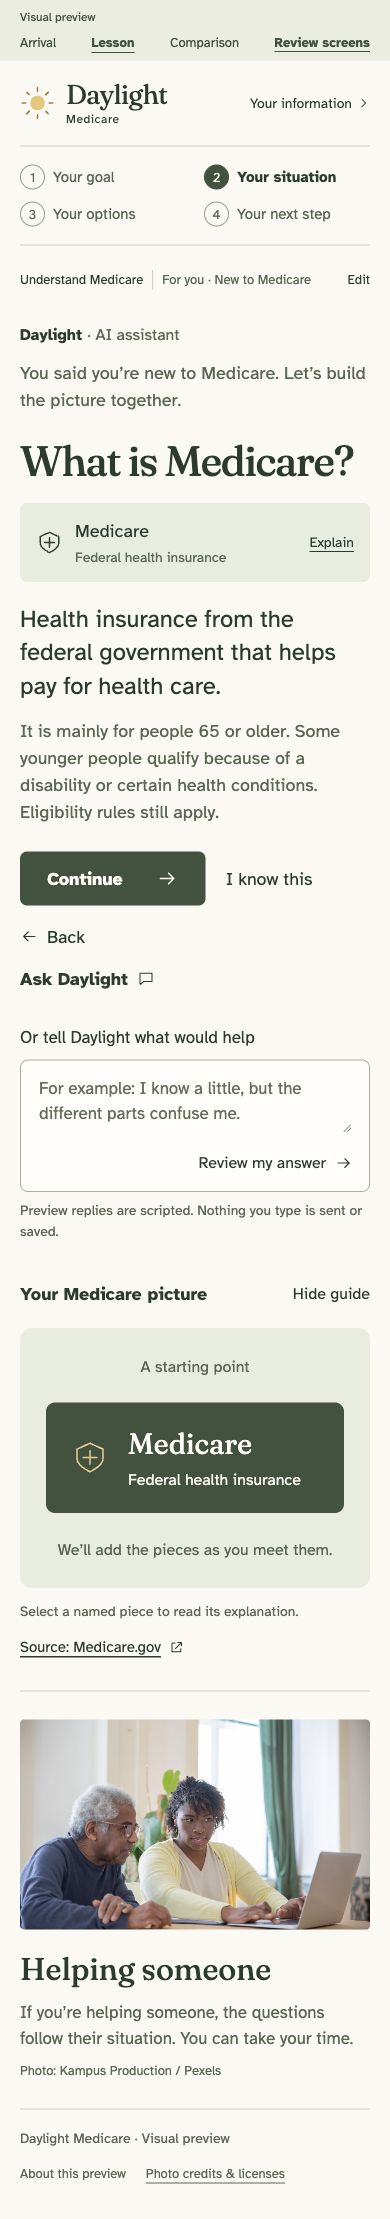 Visual preview
Arrival Lesson Comparison Review screens
Daylight
Medicare
Your information
1 Your goal 2 Your situation
3 Your options 4 Your next step
Understand Medicare For you · New to Medicare Edit
Daylight · AI assistant
You said you’re new to Medicare. Let’s build
the picture together.
What is Medicare?
Medicare
Federal health insurance
Explain
Health insurance from the
federal government that helps
pay for health care.
It is mainly for people 65 or older. Some
younger people qualify because of a
disability or certain health conditions.
Eligibility rules still apply.
Continue → I know this
← Back
Ask Daylight
Or tell Daylight what would help
For example: I know a little, but the
different parts confuse me.
Review my answer →
Preview replies are scripted. Nothing you type is sent or
saved.
Your Medicare picture Hide guide
A starting point
Medicare
Federal health insurance
We’ll add the pieces as you meet them.
Select a named piece to read its explanation.
Source: Medicare.gov
Helping someone
If you’re helping someone, the questions
follow their situation. You can take your time.
Photo: Kampus Production / Pexels
Daylight Medicare · Visual preview
About this preview Photo credits & licenses